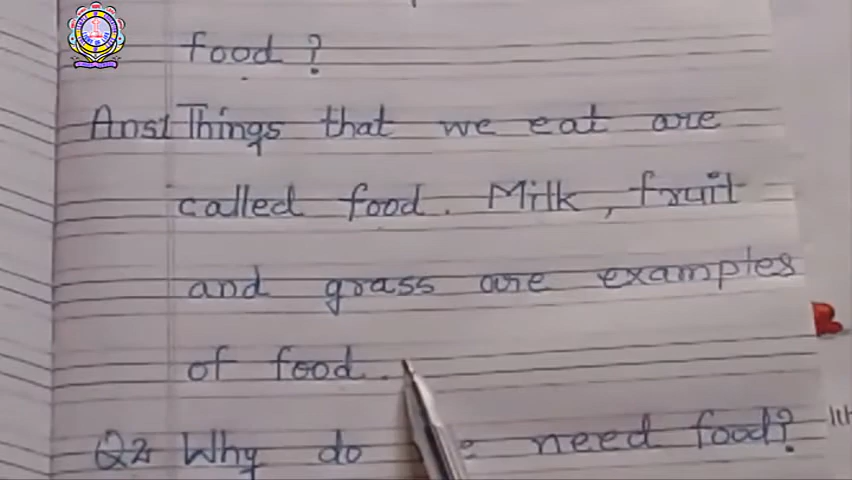 food ?
Ans1 Things that we eat are
called food. Milk, fruit
and grass are examples
of food.
Q2 Why do need food?